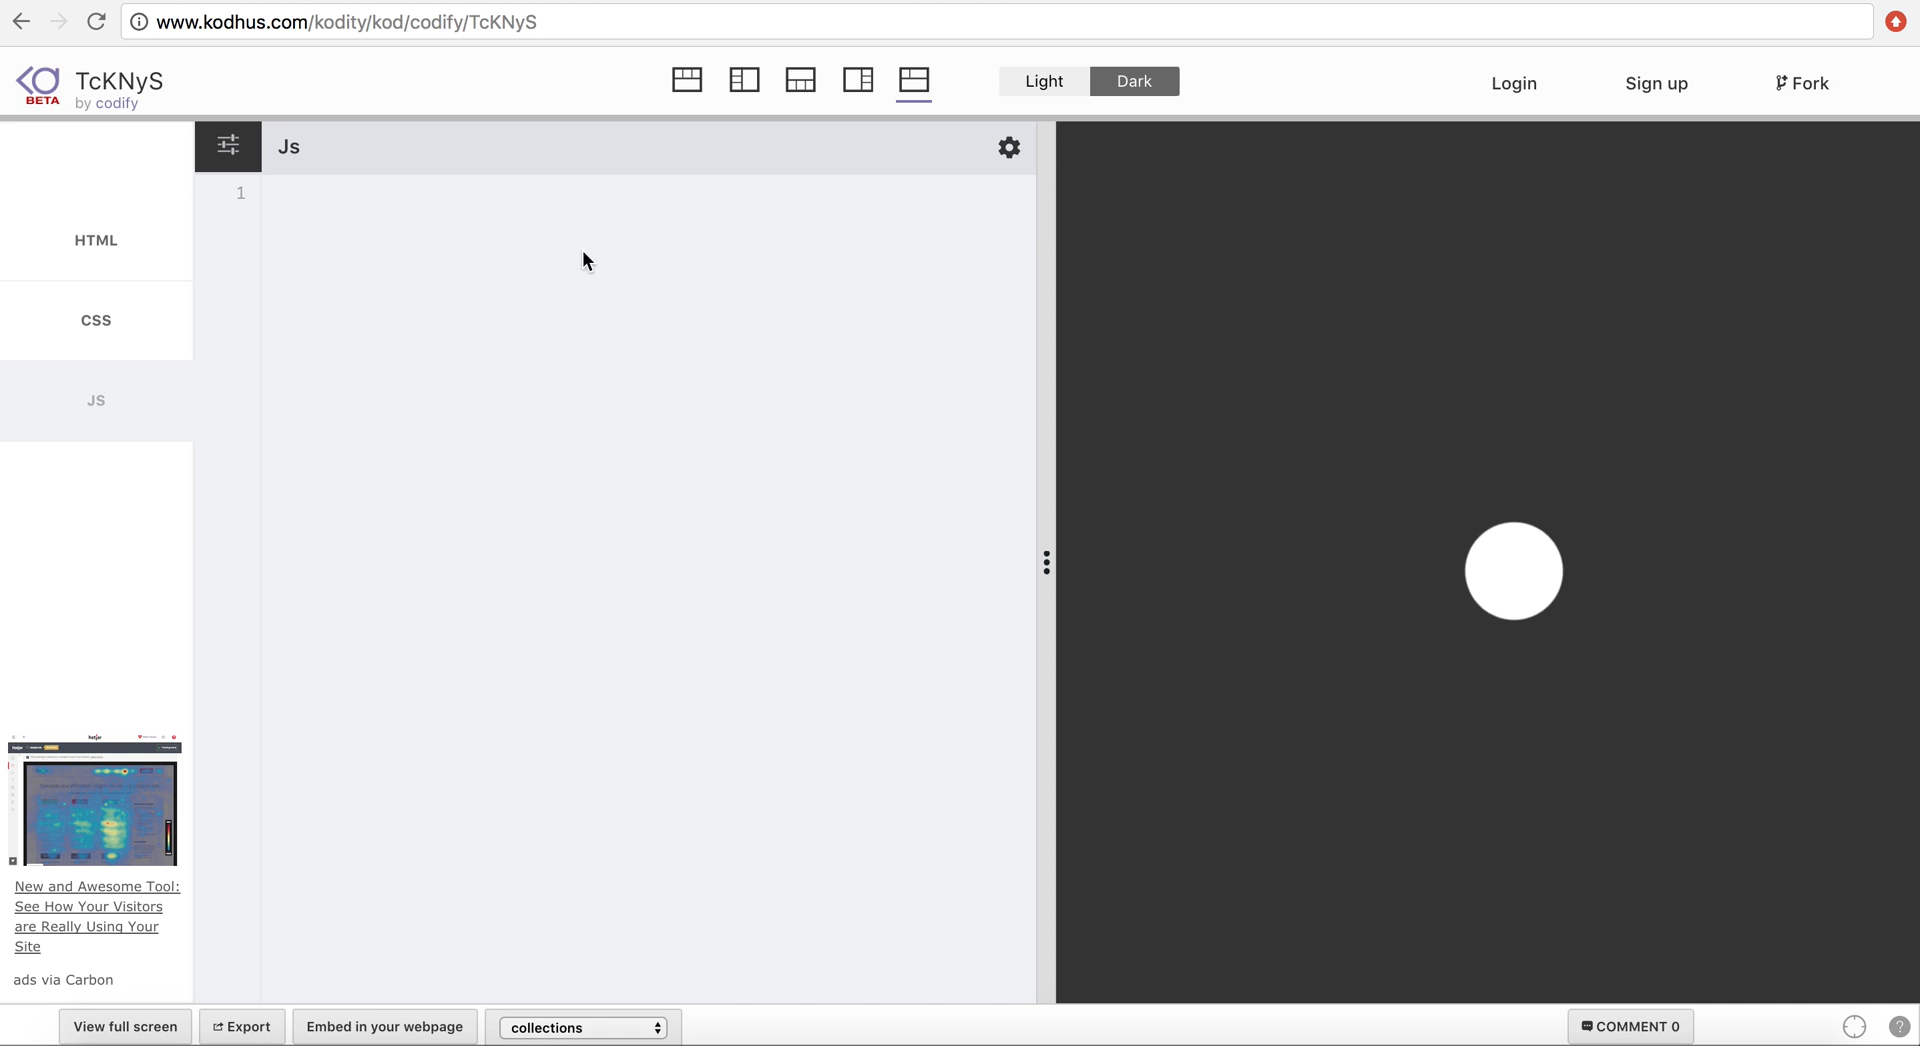 www.kodhus.com/kodity/kod/codify/TcKNyS
BETA
TcKNyS
by codify
Light
Dark
Login
Sign up
Fork
Js
1
HTML
CSS
JS
hotjar
New and Awesome Tool:
See How Your Visitors
are Really Using Your
Site
ads via Carbon
View full screen
Export
Embed in your webpage
collections
COMMENT 0
?